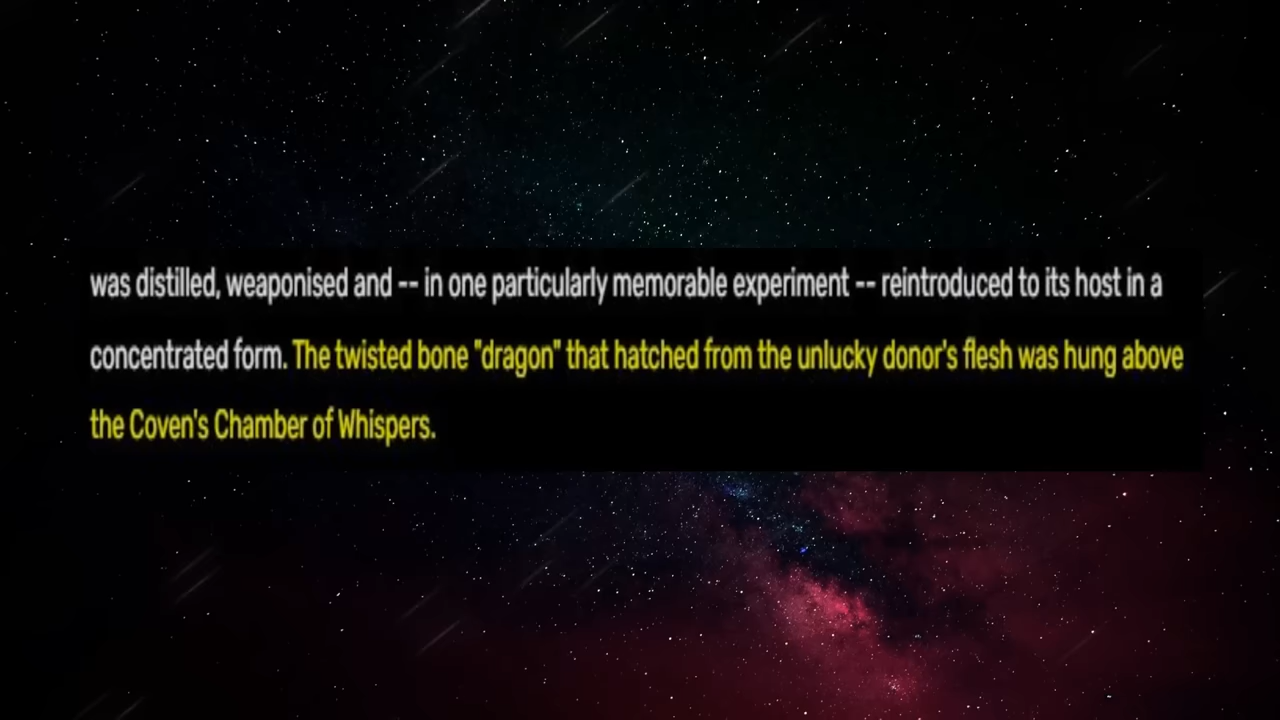 was distilled, weaponised and -- in one particularly memorable experiment -- reintroduced to its host in a
concentrated form. The twisted bone "dragon" that hatched from the unlucky donor's flesh was hung above
the Coven's Chamber of Whispers.